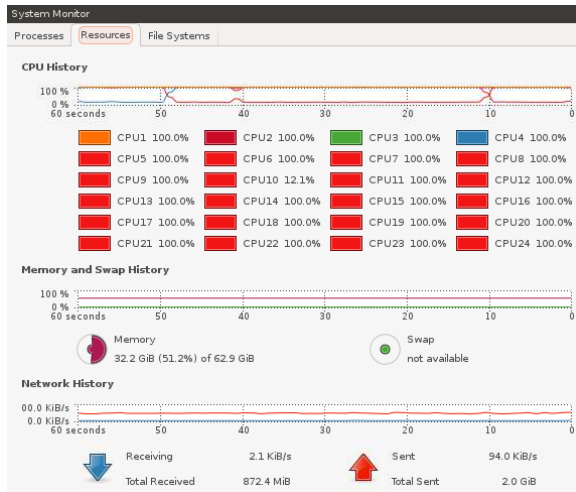 System Monitor
Processes Resources File Systems
CPU History
100 %
0 %
60 seconds 50 40 30 20 10 0
CPU1 100.0% CPU2 100.0% CPU3 100.0% CPU4 100.0%
CPU5 100.0% CPU6 100.0% CPU7 100.0% CPU8 100.0%
CPU9 100.0% CPU10 12.1% CPU11 100.0% CPU12 100.0%
CPU13 100.0% CPU14 100.0% CPU15 100.0% CPU16 100.0%
CPU17 100.0% CPU18 100.0% CPU19 100.0% CPU20 100.0%
CPU21 100.0% CPU22 100.0% CPU23 100.0% CPU24 100.0%
Memory and Swap History
100 %
0 %
60 seconds 50 40 30 20 10 0
Memory Swap
32.2 GiB (51.2%) of 62.9 GiB not available
Network History
00.0 KiB/s
0.0 KiB/s
60 seconds 50 40 30 20 10 0
Receiving 2.1 KiB/s Sent 94.0 KiB/s
Total Received 872.4 MiB Total Sent 2.0 GiB